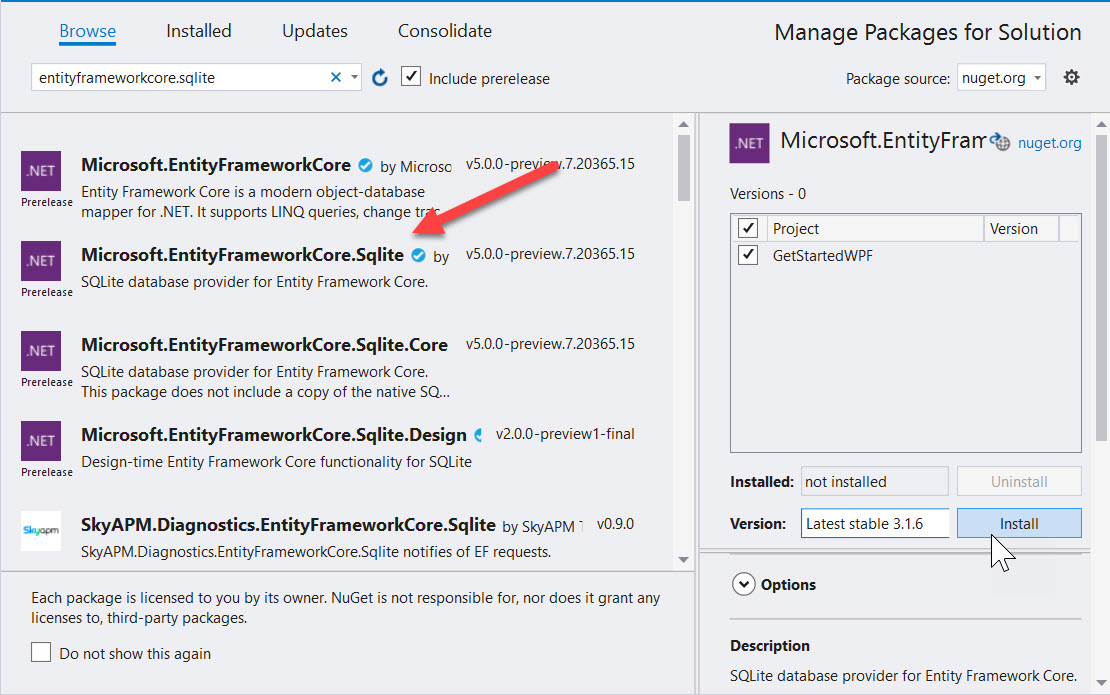 Browse Installed Updates Consolidate Manage Packages for Solution
entityframeworkcore.sqlite Include prerelease Package source: nuget.org
.NET
Prerelease
Microsoft.EntityFrameworkCore by Microso v5.0.0-preview.7.20365.15
Entity Framework Core is a modern object-database
mapper for .NET. It supports LINQ queries, change trac
.NET
Prerelease
Microsoft.EntityFrameworkCore.Sqlite by v5.0.0-preview.7.20365.15
SQLite database provider for Entity Framework Core.
.NET
Prerelease
Microsoft.EntityFrameworkCore.Sqlite.Core v5.0.0-preview.7.20365.15
SQLite database provider for Entity Framework Core.
This package does not include a copy of the native SQ...
.NET
Prerelease
Microsoft.EntityFrameworkCore.Sqlite.Design v2.0.0-preview1-final
Design-time Entity Framework Core functionality for SQLite
Skyapm
SkyAPM.Diagnostics.EntityFrameworkCore.Sqlite by SkyAPM T v0.9.0
SkyAPM.Diagnostics.EntityFrameworkCore.Sqlite notifies of EF requests.
Each package is licensed to you by its owner. NuGet is not responsible for, nor does it grant any
licenses to, third-party packages.
Do not show this again
.NET
Microsoft.EntityFram nuget.org
Versions - 0
Project Version
GetStartedWPF
Installed: not installed Uninstall
Version: Latest stable 3.1.6 Install
Options
Description
SQLite database provider for Entity Framework Core.